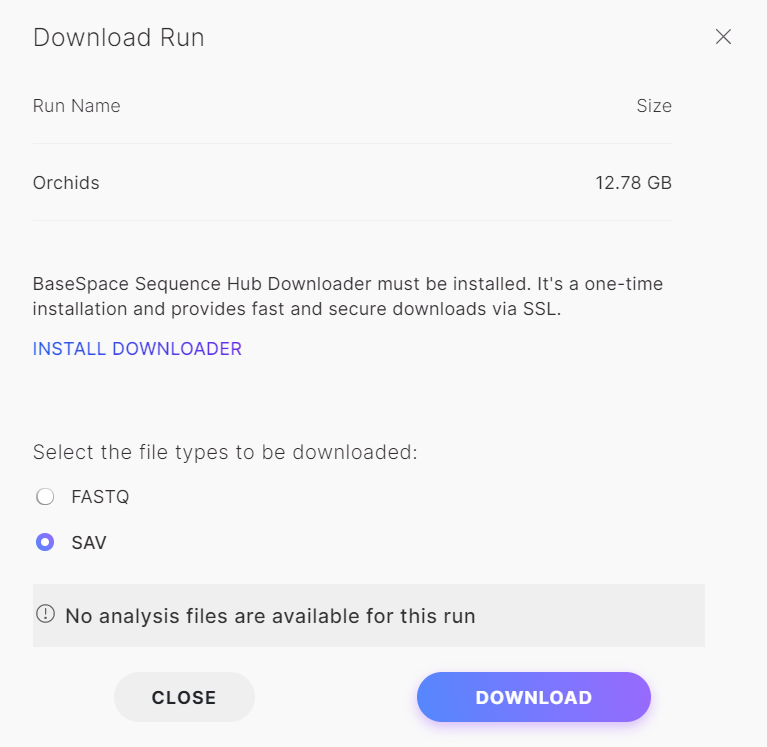 Download Run
Run Name Size
Orchids 12.78 GB
BaseSpace Sequence Hub Downloader must be installed. It's a one-time
installation and provides fast and secure downloads via SSL.
INSTALL DOWNLOADER
Select the file types to be downloaded:
FASTQ
SAV
No analysis files are available for this run
CLOSE DOWNLOAD